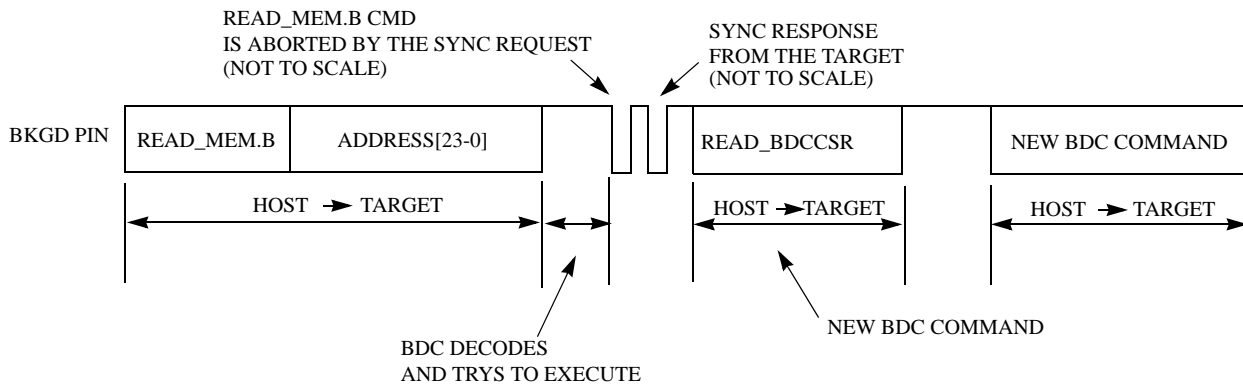 READ_MEM.B CMD
IS ABORTED BY THE SYNC REQUEST
(NOT TO SCALE)
SYNC RESPONSE
FROM THE TARGET
(NOT TO SCALE)
BKGD PIN
READ_MEM.B
ADDRESS[23-0]
READ_BDCCSR
NEW BDC COMMAND
HOST
TARGET
HOST
TARGET
HOST
TARGET
BDC DECODES
AND TRYS TO EXECUTE
NEW BDC COMMAND